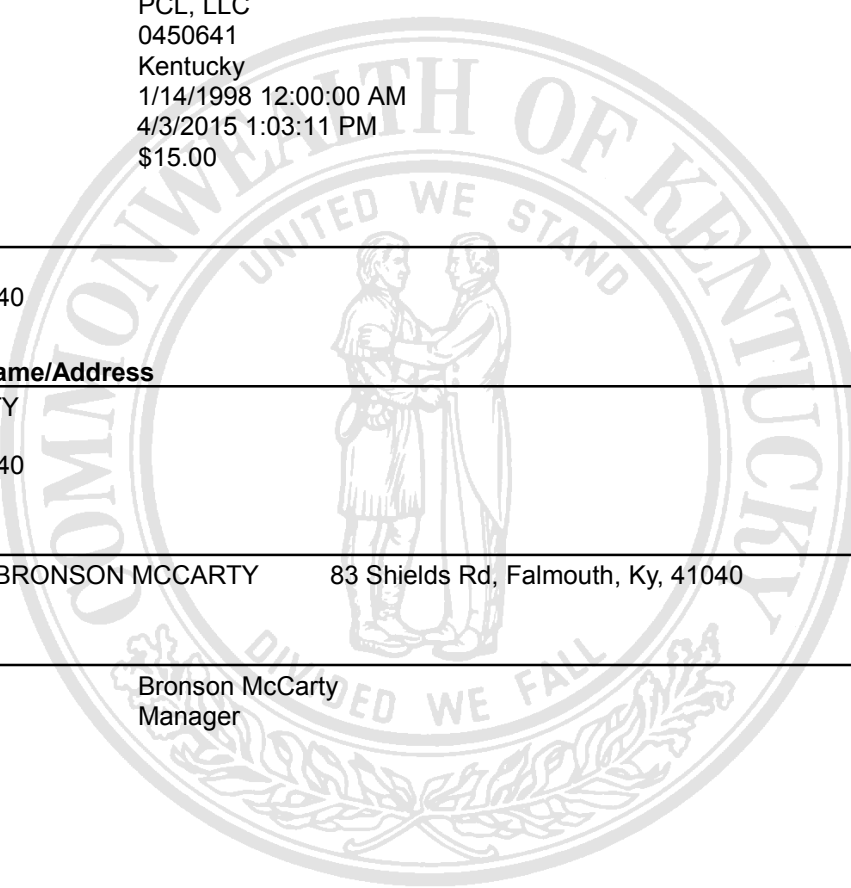 PCL, LLC
0450641
Kentucky
1/14/1998 12:00:00 AM
4/3/2015 1:03:11 PM
$15.00
COMMONWEALTH OF KENTUCKY
UNITED WE STAND
40
ame/Address
TY
40
BRONSON MCCARTY 83 Shields Rd, Falmouth, Ky, 41040
DIVIDED WE FALL
Bronson McCarty
Manager